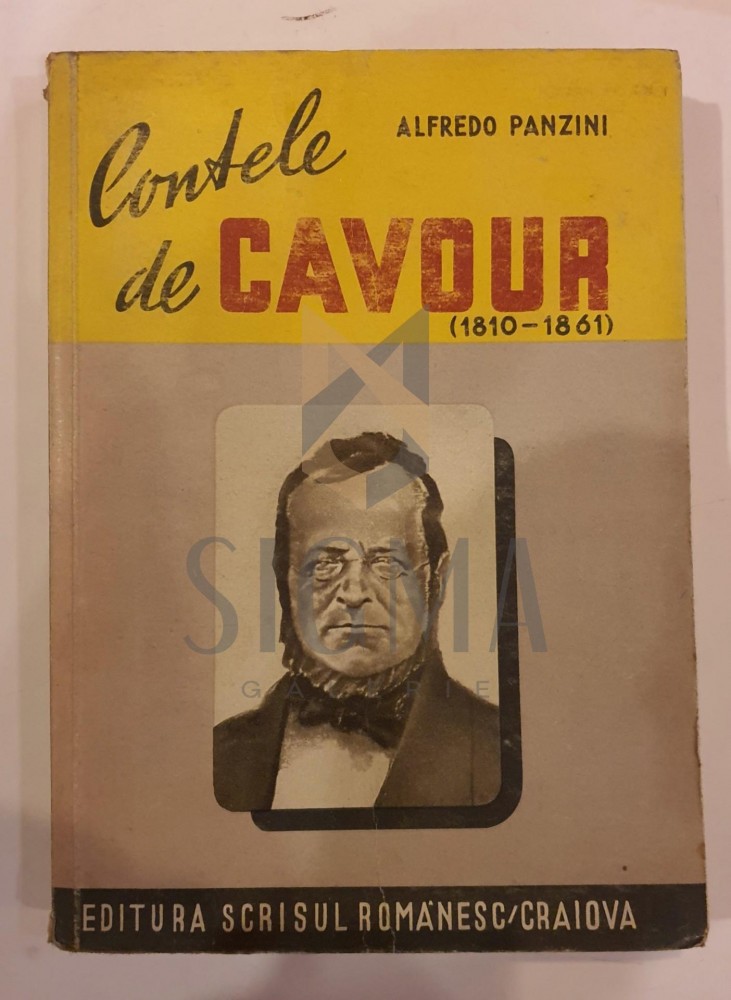 Contele
ALFREDO PANZINI
de CAVOUR
(1810-1861)
SIGMA
GALERIE
EDITURA SCRISUL ROMÂNESC/CRAIOVA